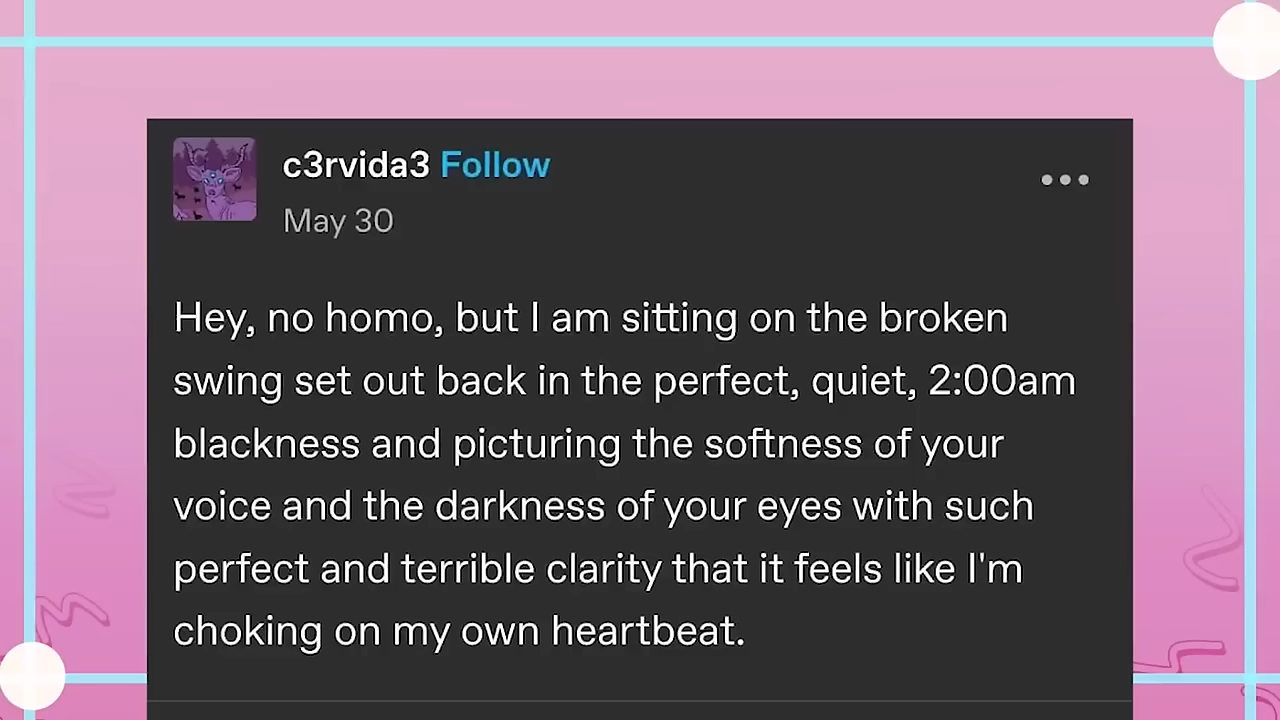 c3rvida3 Follow
May 30
Hey, no homo, but I am sitting on the broken
swing set out back in the perfect, quiet, 2:00am
blackness and picturing the softness of your
voice and the darkness of your eyes with such
perfect and terrible clarity that it feels like I'm
choking on my own heartbeat.